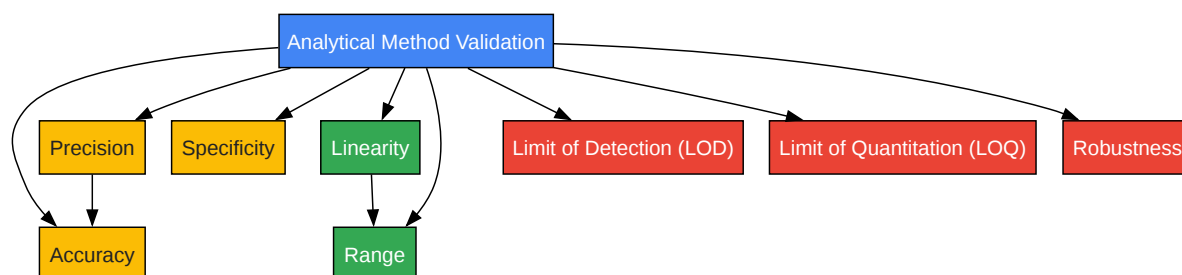 Analytical Method Validation
Precision
Specificity
Linearity
Limit of Detection (LOD)
Limit of Quantitation (LOQ)
Robustness
Accuracy
Range